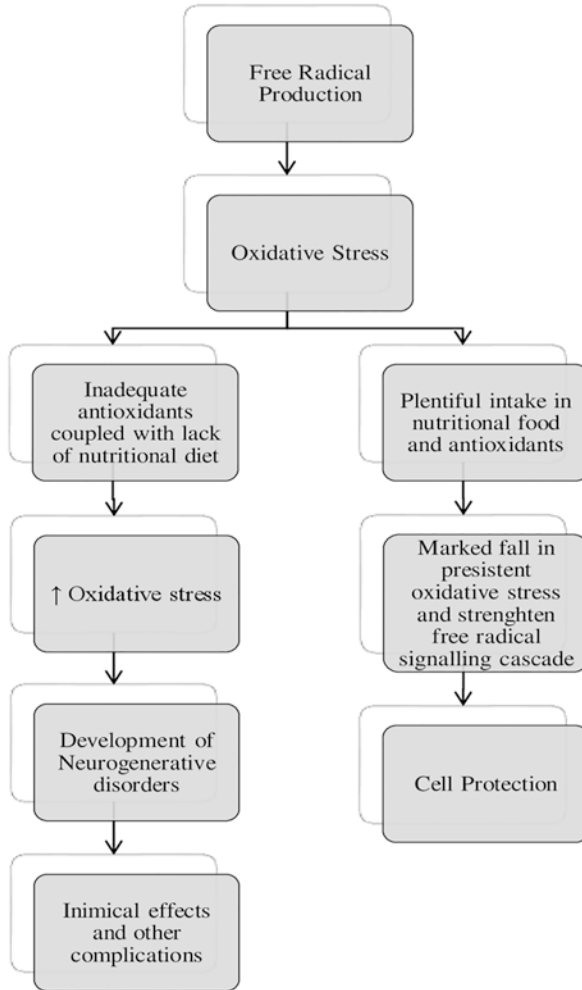 Free Radical
Production
Oxidative Stress
Inadequate
antioxidants
coupled with lack
of nutritional diet
↑ Oxidative stress
Development of
Neurogenerative
disorders
Inimical effects
and other
complications
Plentiful intake in
nutritional food
and antioxidants
Marked fall in
presistent
oxidative stress
and strenghten
free radical
signalling cascade
Cell Protection